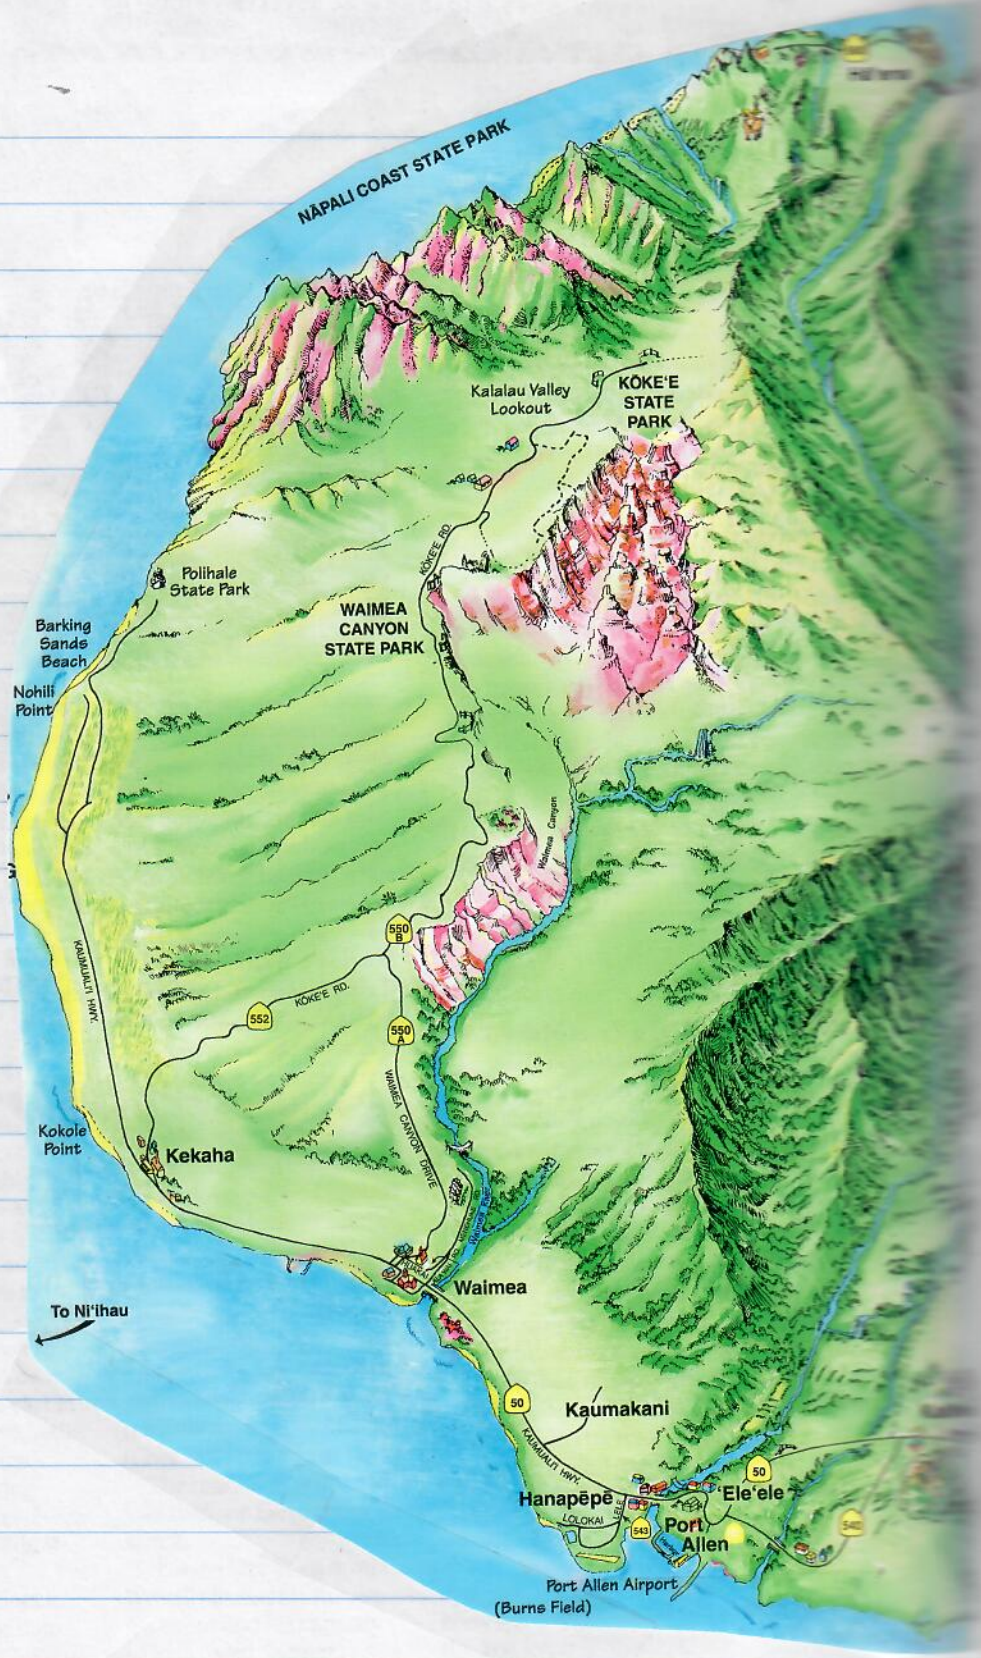 NĀPALI COAST STATE PARK
Kalalau Valley
Lookout
KŌKE‘E
STATE
PARK
KŌKE‘E RD.
Polihale
State Park
WAIMEA
CANYON
STATE PARK
Barking
Sands
Beach
Nohili
Point
Waimea Canyon
550
B
KAUMUALI‘I HWY.
KŌKE‘E RD.
552
550
A
WAIMEA CANYON DRIVE
Kokole
Point
Kekaha
Waimea River
Waimea
To Ni‘ihau
50
Kaumakani
KAUMUALI‘I HWY.
50
Hanapēpē
‘Ele‘ele
LELE
LOLOKAI
543
Port
Allen
540
Port Allen Airport
(Burns Field)